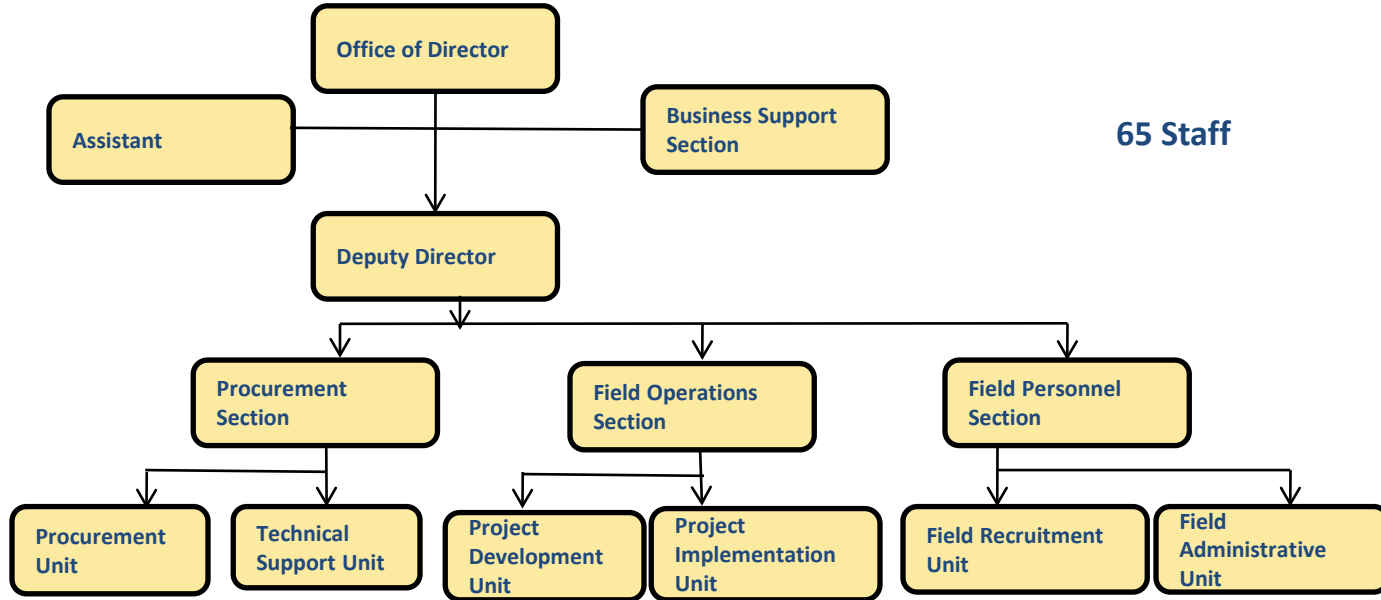 Office of Director
Assistant
Business Support
Section
65 Staff
Deputy Director
Procurement
Section
Field Operations
Section
Field Personnel
Section
Procurement
Unit
Technical
Support Unit
Project
Development
Unit
Project
Implementation
Unit
Field Recruitment
Unit
Field
Administrative
Unit